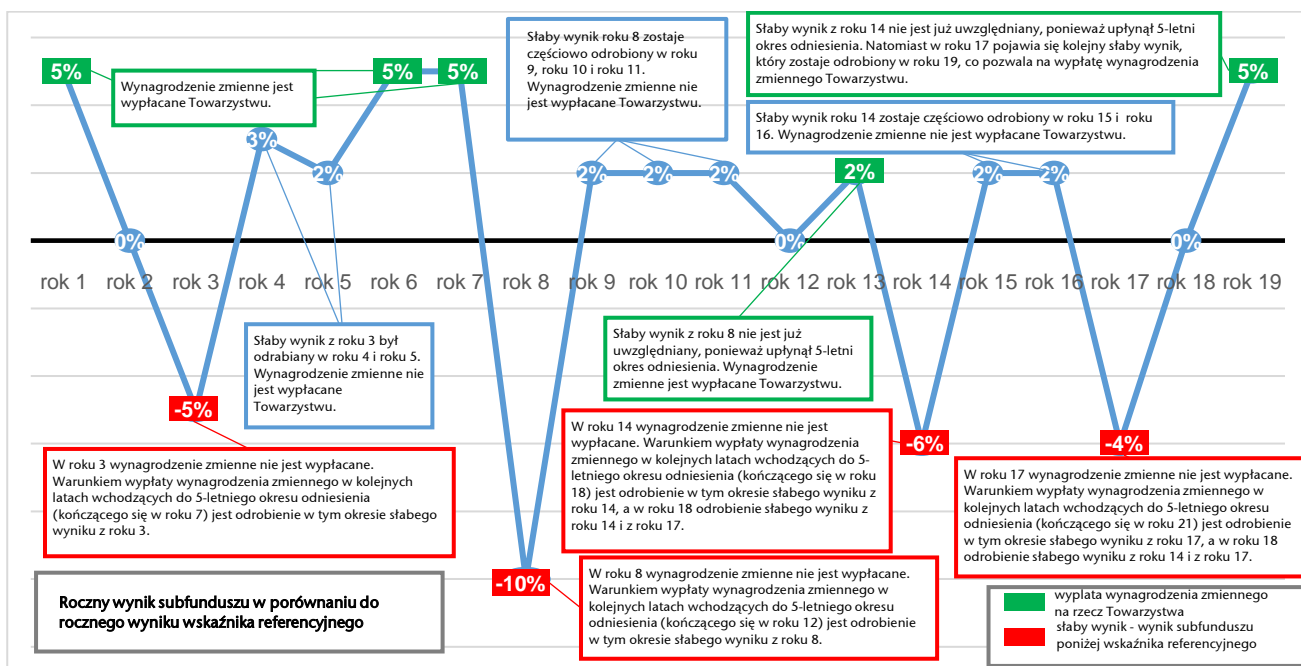 Słaby wynik roku 8 zostaje
częściowo odrobiony w roku
9, roku 10 i roku 11.
Wynagrodzenie zmienne nie
jest wypłacane Towarzystwu.
Słaby wynik z roku 14 nie jest już uwzględniany, ponieważ upłynął 5-letni
okres odniesienia. Natomiast w roku 17 pojawia się kolejny słaby wynik,
który zostaje odrobiony w roku 19, co pozwala na wypłatę wynagrodzenia
zmiennego Towarzystwu.
Wynagrodzenie zmienne jest
wypłacane Towarzystwu.
Słaby wynik roku 14 zostaje częściowo odrobiony w roku 15 i roku
16. Wynagrodzenie zmienne nie jest wypłacane Towarzystwu.
5%
0%
-5%
3%
2%
5%
5%
-10%
2%
2%
2%
0%
2%
-6%
2%
2%
-4%
0%
5%
rok 1 rok 2 rok 3 rok 4 rok 5 rok 6 rok 7 rok 8 rok 9 rok 10 rok 11 rok 12 rok 13 rok 14 rok 15 rok 16 rok 17 rok 18 rok 19
Słaby wynik z roku 3 był
odrabiany w roku 4 i roku 5.
Wynagrodzenie zmienne nie
jest wypłacane
Towarzystwu.
Słaby wynik z roku 8 nie jest już
uwzględniany, ponieważ upłynął 5-letni
okres odniesienia. Wynagrodzenie
zmienne jest wypłacane Towarzystwu.
W roku 3 wynagrodzenie zmienne nie jest wypłacane.
Warunkiem wypłaty wynagrodzenia zmiennego w kolejnych
latach wchodzących do 5-letniego okresu odniesienia
(kończącego się w roku 7) jest odrobienie w tym okresie słabego
wyniku z roku 3.
W roku 14 wynagrodzenie zmienne nie jest
wypłacane. Warunkiem wypłaty wynagrodzenia
zmiennego w kolejnych latach wchodzących do 5-
letniego okresu odniesienia (kończącego się w roku
18) jest odrobienie w tym okresie słabego wyniku z
roku 14, a w roku 18 odrobienie słabego wyniku z
roku 14 i z roku 17.
W roku 17 wynagrodzenie zmienne nie jest wypłacane.
Warunkiem wypłaty wynagrodzenia zmiennego w
kolejnych latach wchodzących do 5-letniego okresu
odniesienia (kończącego się w roku 21) jest odrobienie
w tym okresie słabego wyniku z roku 17, a w roku 18
odrobienie słabego wyniku z roku 14 i z roku 17.
W roku 8 wynagrodzenie zmienne nie jest wypłacane.
Warunkiem wypłaty wynagrodzenia zmiennego w
kolejnych latach wchodzących do 5-letniego okresu
odniesienia (kończącego się w roku 12) jest odrobienie
w tym okresie słabego wyniku z roku 8.
Roczny wynik subfunduszu w porównaniu do
rocznego wyniku wskaźnika referencyjnego
wyplata wynagrodzenia zmiennego
na rzecz Towarzystwa
słaby wynik - wynik subfunduszu
poniżej wskaźnika referencyjnego